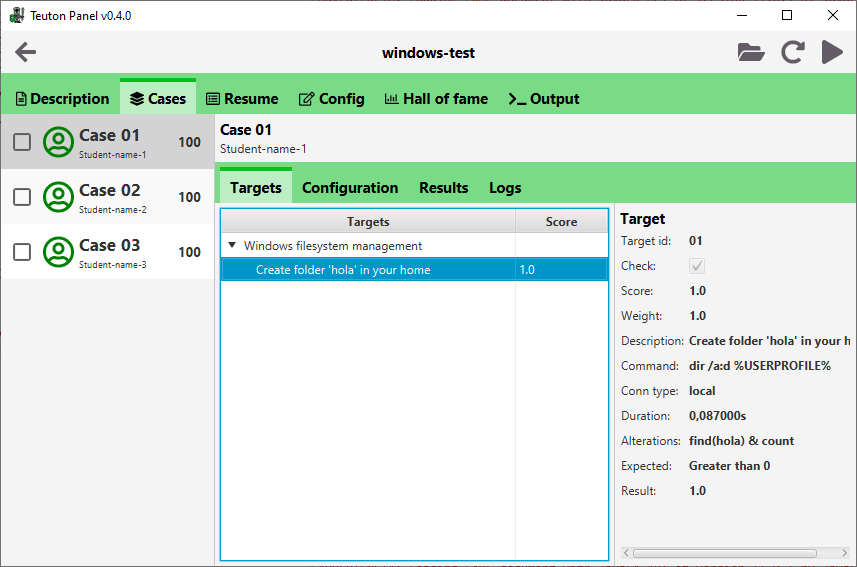 Teuton Panel v0.4.0
windows-test
Description Cases Resume Config Hall of fame Output
Case 01 100
Student-name-1
Case 02 100
Student-name-2
Case 03 100
Student-name-3
Case 01
Student-name-1
Targets Configuration Results Logs
Targets Score
Windows filesystem management
Create folder 'hola' in your home 1.0
Target
Target id: 01
Check:
Score: 1.0
Weight: 1.0
Description: Create folder 'hola' in your h
Command: dir /a:d %USERPROFILE%
Conn type: local
Duration: 0,087000s
Alterations: find(hola) & count
Expected: Greater than 0
Result: 1.0